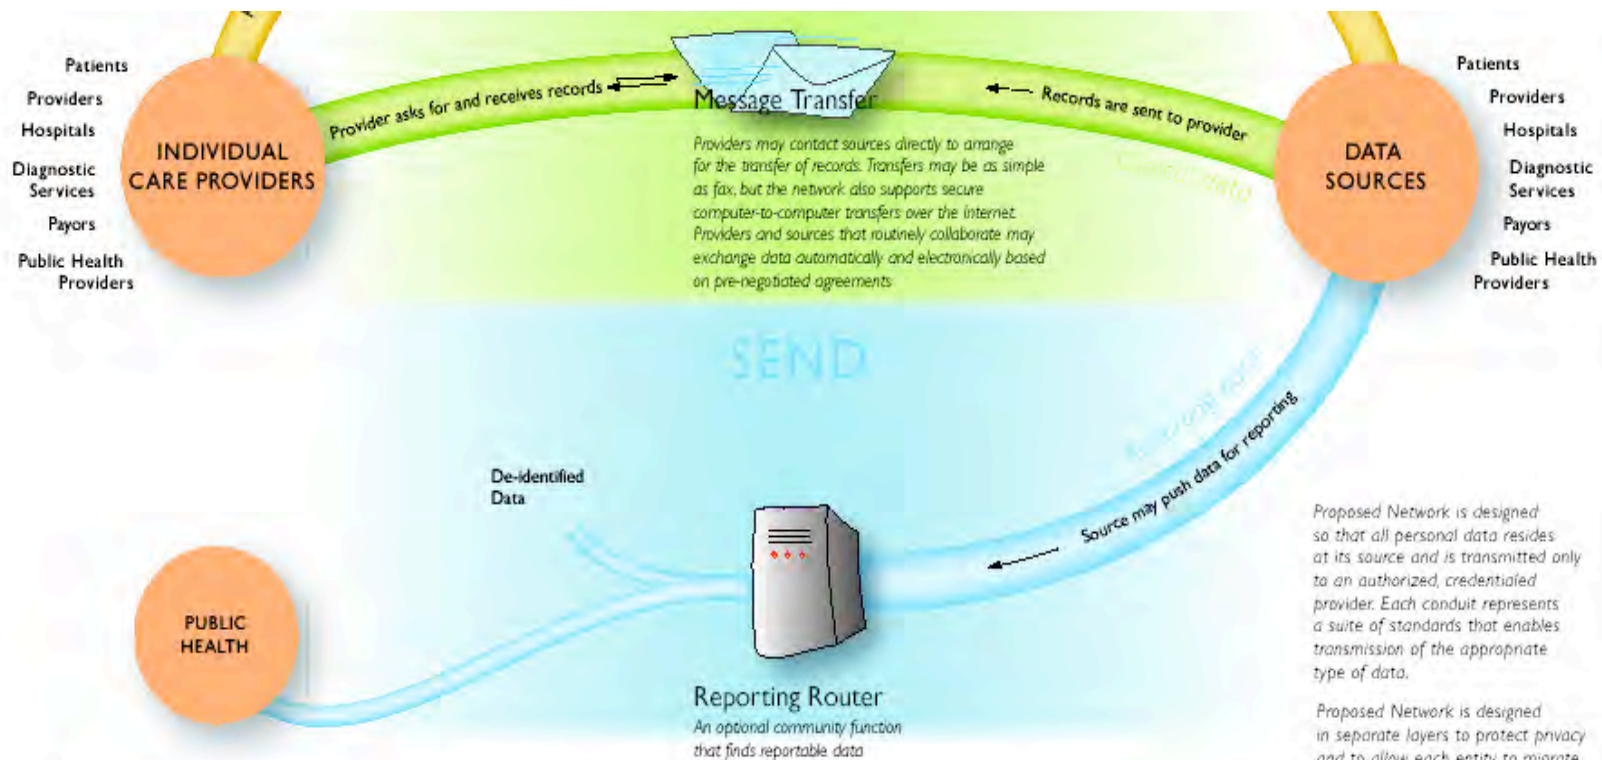 Patients
Providers
Hospitals
Diagnostic
Services
Payors
Public Health
Providers
INDIVIDUAL
CARE PROVIDERS
Provider asks for and receives records
Message Transfer
Providers may contact sources directly to arrange
for the transfer of records. Transfers may be as simple
as fax, but the network also supports secure
computer-to-computer transfers over the internet.
Providers and sources that routinely collaborate may
exchange data automatically and electronically based
on pre-negotiated agreements
Records are sent to provider
data
DATA
SOURCES
Patients
Providers
Hospitals
Diagnostic
Services
Payors
Public Health
Providers
SEND
Source may push data for reporting
De-identified
Data
PUBLIC
HEALTH
Reporting Router
An optional community function
that finds reportable data
Proposed Network is designed
so that all personal data resides
at its source and is transmitted only
to an authorized, credentialed
provider. Each conduit represents
a suite of standards that enables
transmission of the appropriate
type of data.
Proposed Network is designed
in separate layers to protect privacy
and to allow each entity to migrate